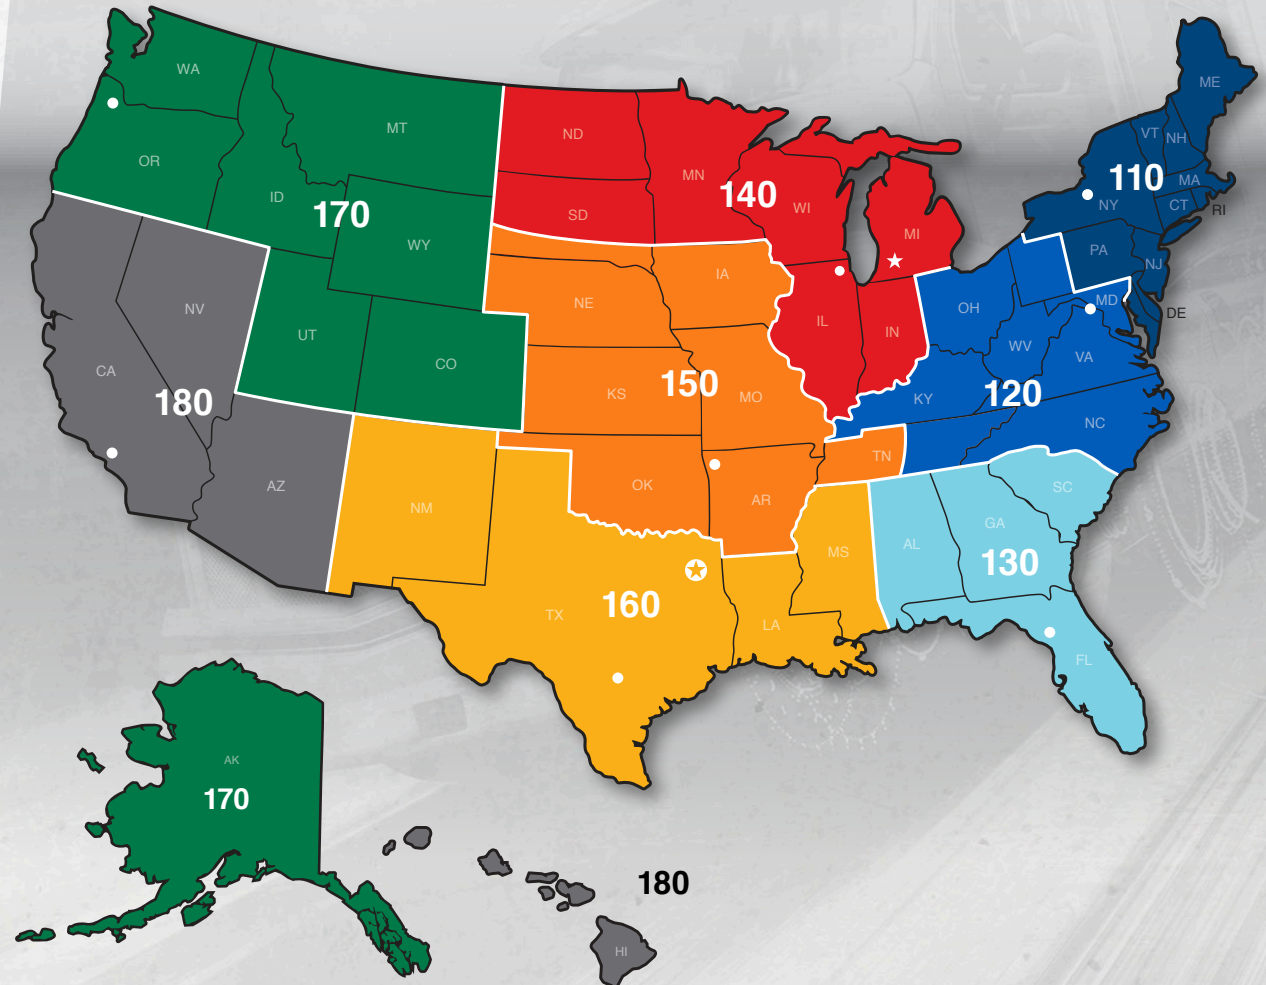 WA
MT
OR
ID
170
WY
UT
CO
CA
NV
180
AZ
ND
MN
SD
140
WI
MI
IL
IN
NE
IA
KS
150
MO
OK
AR
TN
NM
TX
160
LA
MS
ME
VT
NH
110
MA
NY
CT
RI
PA
NJ
MD
DE
OH
WV
VA
KY
120
NC
SC
GA
AL
130
FL
AK
170
180
HI